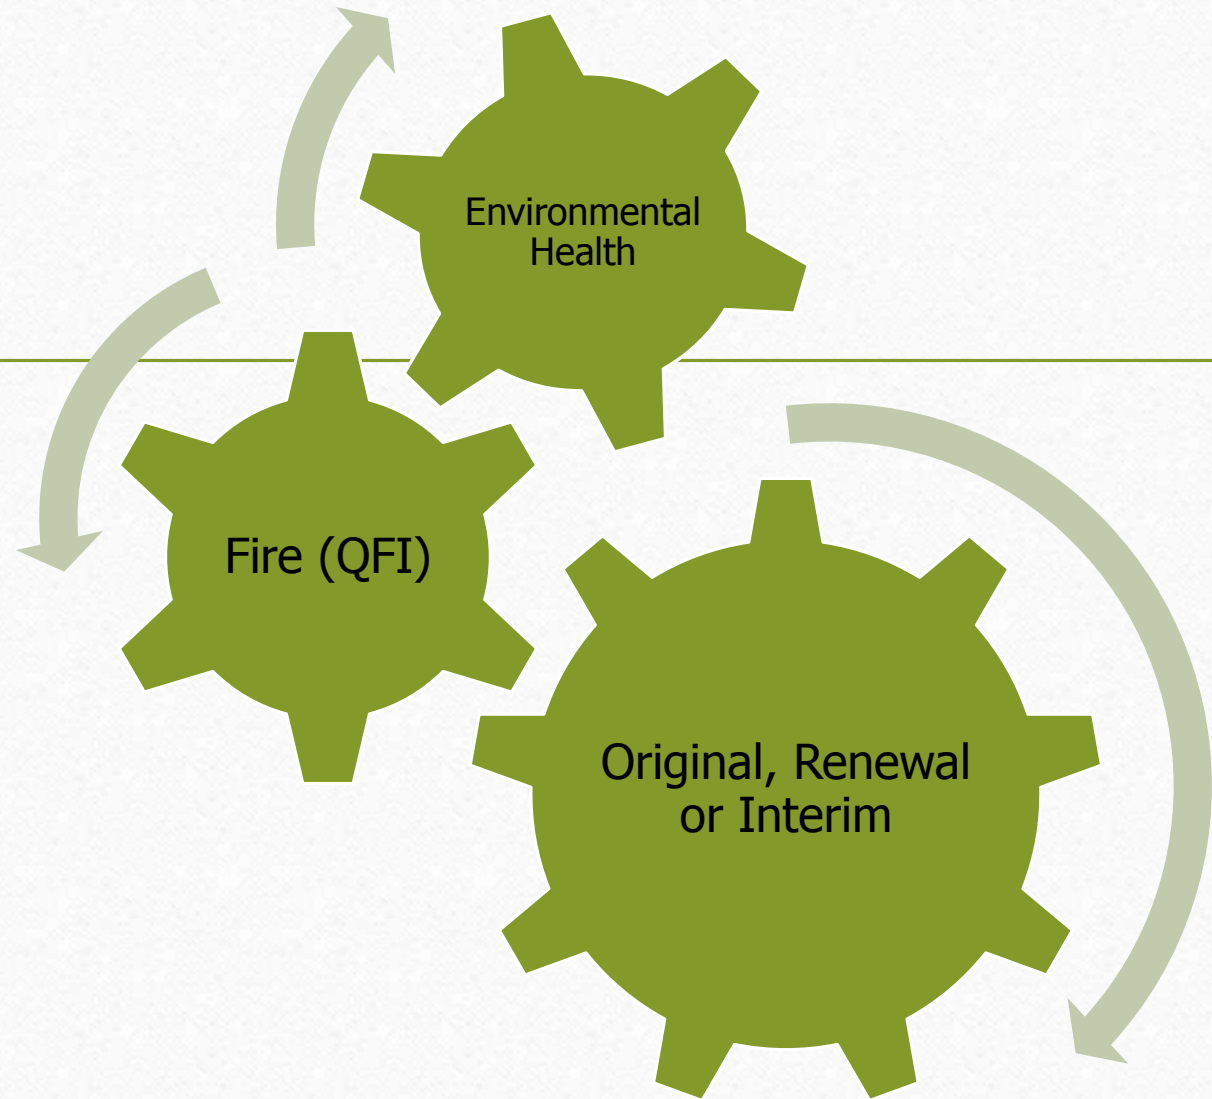 Environmental
Health
Fire (QFI)
Original, Renewal
or Interim